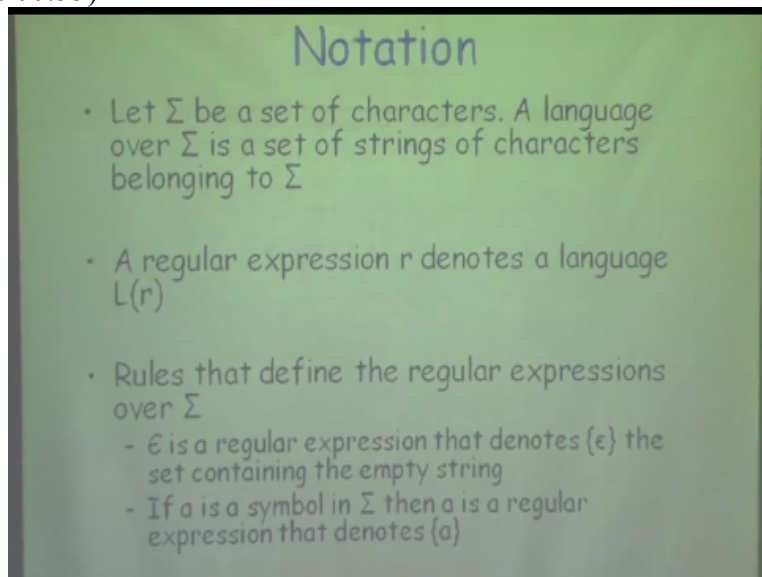 Notation
• Let Σ be a set of characters. A language
over Σ is a set of strings of characters
belonging to Σ
• A regular expression r denotes a language
L(r)
• Rules that define the regular expressions
over Σ
- Є is a regular expression that denotes {є} the
set containing the empty string
- If a is a symbol in Σ then a is a regular
expression that denotes {a}